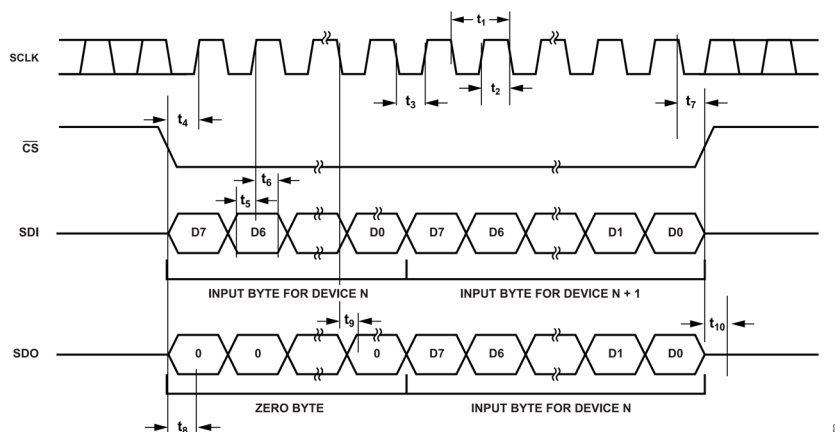 t1
SCLK
t3
t2
t4
t7
CS
t6
t5
SDI
D7
D6
D0
D7
D6
D1
D0
INPUT BYTE FOR DEVICE N
INPUT BYTE FOR DEVICE N + 1
t9
t10
SDO
0
0
0
D7
D6
D1
D0
ZERO BYTE
INPUT BYTE FOR DEVICE N
t8